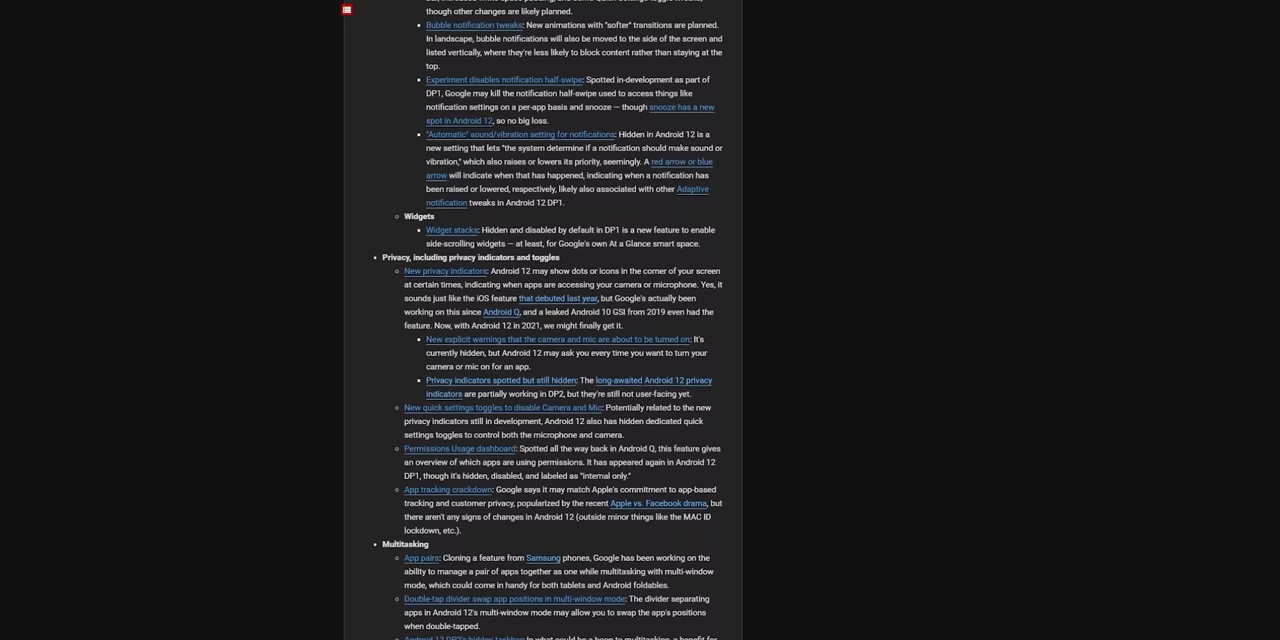 though other changes are likely planned.
Bubble notification tweaks: New animations with "softer" transitions are planned.
In landscape, bubble notifications will also be moved to the side of the screen and
listed vertically, where they're less likely to block content rather than staying at the
top.
Experiment disables notification half-swipe: Spotted in-development as part of
DP1, Google may kill the notification half-swipe used to access things like
notification settings on a per-app basis and snooze — though snooze has a new
spot in Android 12, so no big loss.
"Automatic" sound/vibration setting for notifications: Hidden in Android 12 is a
new setting that lets "the system determine if a notification should make sound or
vibration," which also raises or lowers its priority, seemingly. A red arrow or blue
arrow will indicate when that has happened, indicating when a notification has
been raised or lowered, respectively, likely also associated with other Adaptive
notification tweaks in Android 12 DP1.
Widgets
Widget stacks: Hidden and disabled by default in DP1 is a new feature to enable
side-scrolling widgets — at least, for Google's own At a Glance smart space.
Privacy, including privacy indicators and toggles
New privacy indicators: Android 12 may show dots or icons in the corner of your screen
at certain times, indicating when apps are accessing your camera or microphone. Yes, it
sounds just like the iOS feature that debuted last year, but Google's actually been
working on this since Android Q, and a leaked Android 10 GSI from 2019 even had the
feature. Now, with Android 12 in 2021, we might finally get it.
New explicit warnings that the camera and mic are about to be turned on: It's
currently hidden, but Android 12 may ask you every time you want to turn your
camera or mic on for an app.
Privacy indicators spotted but still hidden: The long-awaited Android 12 privacy
indicators are partially working in DP2, but they're still not user-facing yet.
New quick settings toggles to disable Camera and Mic: Potentially related to the new
privacy indicators still in development, Android 12 also has hidden dedicated quick
settings toggles to control both the microphone and camera.
Permissions Usage dashboard: Spotted all the way back in Android Q, this feature gives
an overview of which apps are using permissions. It has appeared again in Android 12
DP1, though it's hidden, disabled, and labeled as "internal only."
App tracking crackdown: Google says it may match Apple's commitment to app-based
tracking and customer privacy, popularized by the recent Apple vs. Facebook drama, but
there aren't any signs of changes in Android 12 (outside minor things like the MAC ID
lockdown, etc.).
Multitasking
App pairs: Cloning a feature from Samsung phones, Google has been working on the
ability to manage a pair of apps together as one while multitasking with multi-window
mode, which could come in handy for both tablets and Android foldables.
Double-tap divider swap app positions in multi-window mode: The divider separating
apps in Android 12's multi-window mode may allow you to swap the app's positions
when double-tapped.
Android 12 DP2's hidden taskbar: In what could be a boon to multitasking, a benefit for